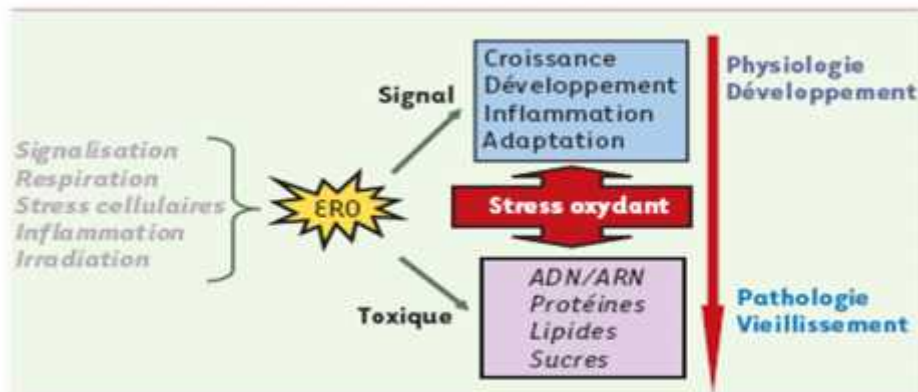 Signalisation
Respiration
Stress cellulaires
Inflammation
Irradiation
ERO
Signal
Toxique
Croissance
Développement
Inflammation
Adaptation
Stress oxydant
ADN/ARN
Protéines
Lipides
Sucres
Physiologie
Développement
Pathologie
Vieillissement